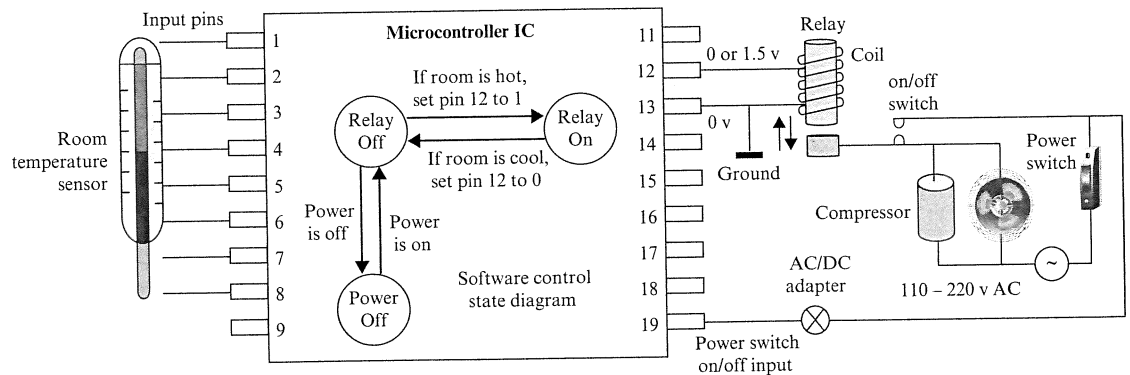 Input pins
Room
temperature
sensor
1
2
3
4
5
6
7
8
9
Microcontroller IC
If room is hot,
set pin 12 to 1
Relay
Off
Relay
On
If room is cool,
set pin 12 to 0
Power
is off
Power
is on
Power
Off
Software control
state diagram
11
12
13
14
15
16
17
18
19
0 or 1.5 v
0 v
Ground
Relay
Coil
on/off
switch
Power
switch
Compressor
~
110 – 220 v AC
AC/DC
adapter
Power switch
on/off input